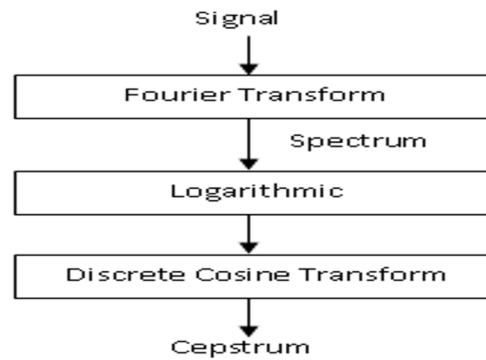 Signal
Fourier Transform
Spectrum
Logarithmic
Discrete Cosine Transform
Cepstrum